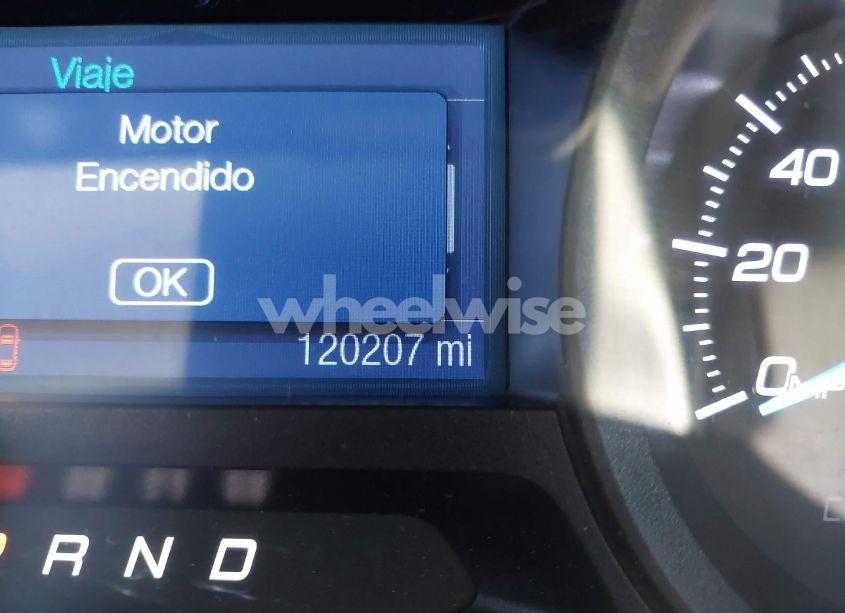 Viaje
Motor
Encendido
OK
wheelwise
120207 mi
40
20
0
R N D